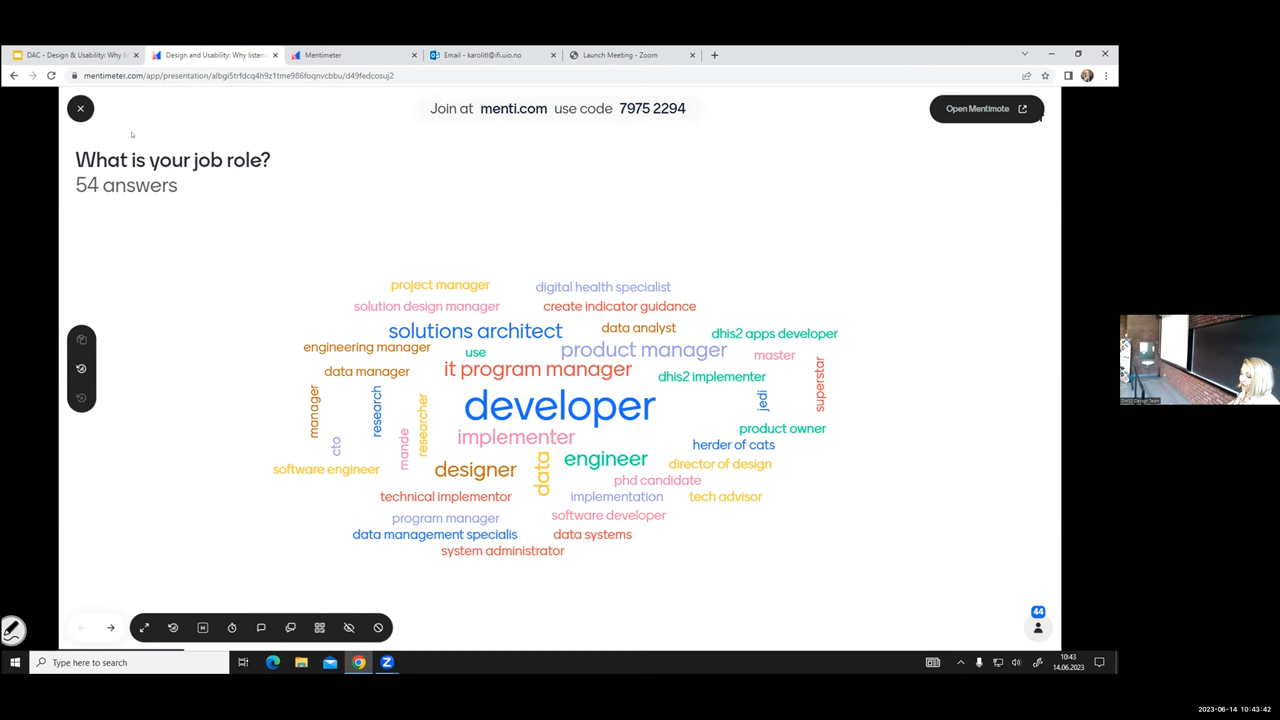 DAC - Design & Usability: Why li
Design and Usability: Why listen
Mentimeter
Email - karolitl@ifi.uio.no
Launch Meeting - Zoom
mentimeter.com/app/presentation/albgi5trfdcq4h9z1tme986foqnvcbbu/d49fedcosuj2
Join at menti.com use code 7975 2294
Open Mentimote
What is your job role?
54 answers
project manager
digital health specialist
solution design manager
create indicator guidance
solutions architect
data analyst
dhis2 apps developer
engineering manager
use
product manager
master
data manager
it program manager
dhis2 implementer
superstar
manager
research
researcher
developer
jedi
cto
mande
implementer
product owner
herder of cats
software engineer
designer
data
engineer
director of design
phd candidate
technical implementor
implementation
tech advisor
program manager
software developer
data management specialis
data systems
system administrator
44
Type here to search
10:43
14.06.2023
DHIS2 Design Team
2023-06-14 10:43:42